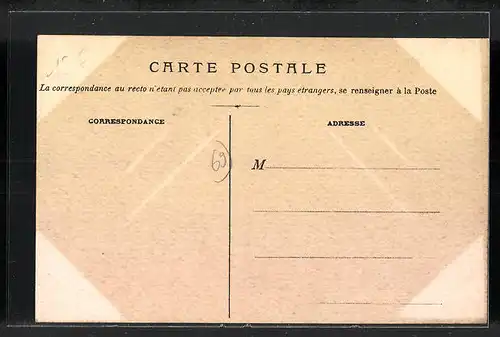 CARTE POSTALE
La correspondance au recto n'étant pas acceptée par tous les pays étrangers, se renseigner à la Poste
CORRESPONDANCE
ADRESSE
69
M